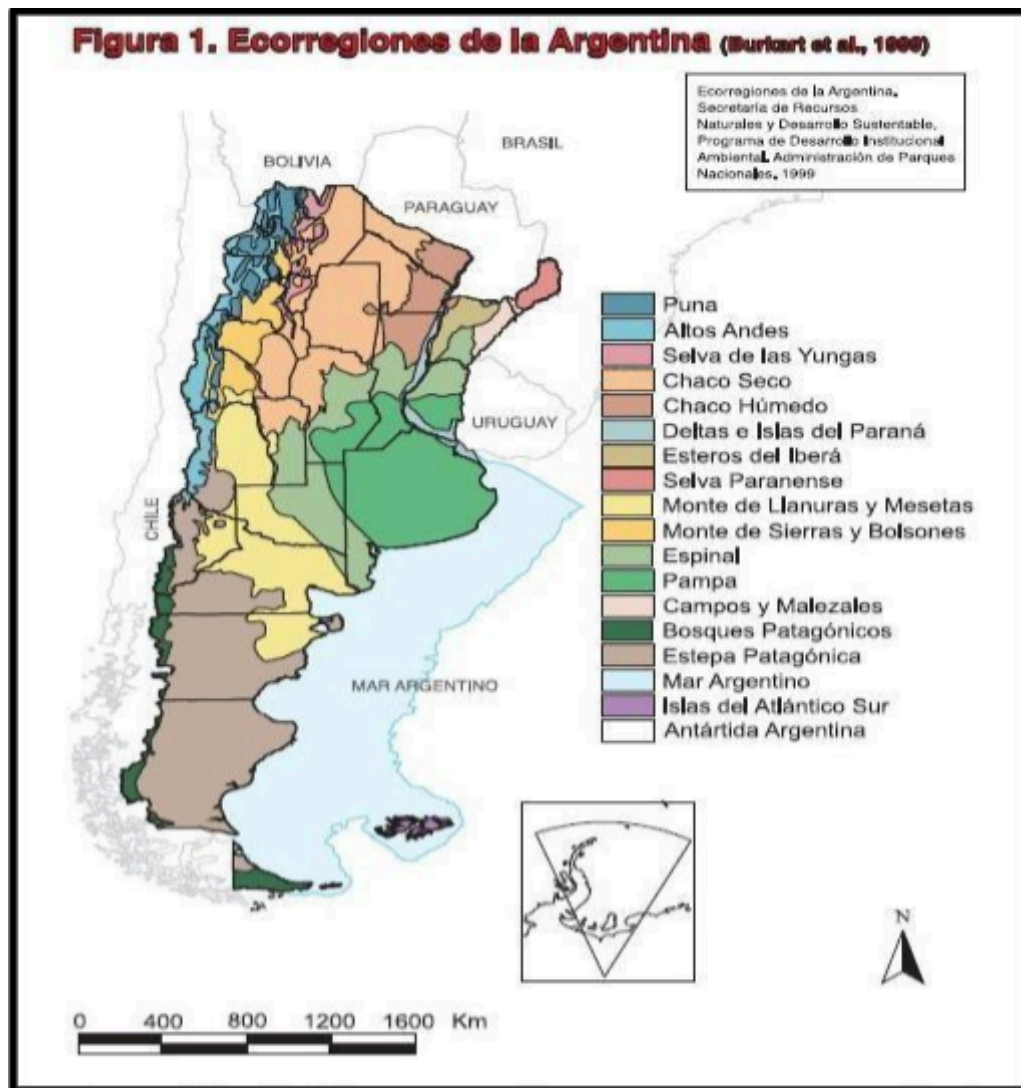 Figura 1. Ecorregiones de la Argentina (Burkart et al., 1999)
Ecorregiones de la Argentina,
Secretaría de Recursos
Naturales y Desarrollo Sustentable,
Programa de Desarrollo Institucional
Ambiental, Administración de Parques
Nacionales, 1999
BRASIL
BOLIVIA
PARAGUAY
URUGUAY
CHILE
MAR ARGENTINO
Puna
Altos Andes
Selva de las Yungas
Chaco Seco
Chaco Húmedo
Deltas e Islas del Paraná
Esteros del Iberá
Selva Paranense
Monte de Llanuras y Mesetas
Monte de Sierras y Bolsones
Espinal
Pampa
Campos y Malezales
Bosques Patagónicos
Estepa Patagónica
Mar Argentino
Islas del Atlántico Sur
Antártida Argentina
N
0 400 800 1200 1600 Km